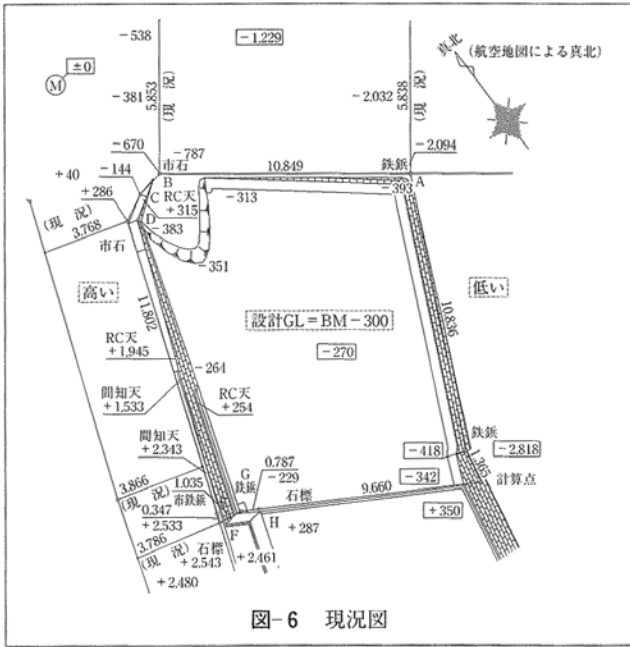 -538
-1,229
真北
(航空地図による真北)
±0
M
-381
5.853
(現況)
-2,032
5.838
(現況)
-670
-787
市石
10.849
鉄鋲
-2,094
+40
-144
B
A
-393
C
RC天
+315
-313
+286
D
-383
(現況)
3.768
市石
-351
高い
11.802
低い
10.836
設計GL=BM-300
-270
RC天
+1,945
-264
間知天
+1,533
RC天
+254
間知天
+2,343
鉄鋲
-418
-2,818
G
鉄鋲
0.787
-229
1.365
計算点
-342
3.866
(現況)
1.035
市鉄鋲
石標
9.660
+350
0.347
+2,533
F
H
+287
3.786
(現況)
石標
+2,543
+2,461
+2,480
図-6 現況図